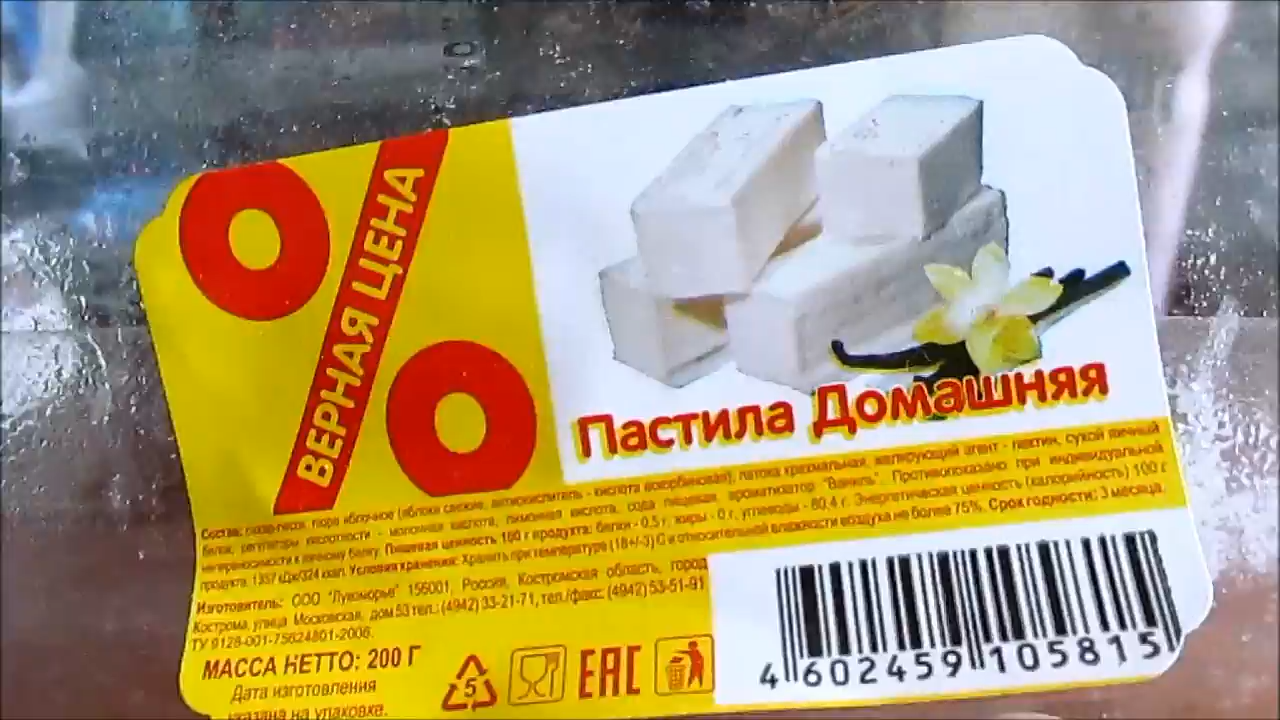 %
ВЕРНАЯ ЦЕНА
Пастила Домашняя
Состав: сахар-песок, пюре яблочное (яблоки свежие, антиокислитель - кислота аскорбиновая), патока крахмальная, желирующий агент - пектин, сухой яичный
белок, регуляторы кислотности - молочная кислота, лимонная кислота, сода пищевая, ароматизатор "Ваниль". Противопоказано при индивидуальной
непереносимости к яичному белку. Пищевая ценность 100 г продукта: белок - 0,5 г, жиры - 0 г, углеводы - 80,4 г. Энергетическая ценность (калорийность) 100 г
продукта: 1357 кДж/324 ккал. Условия хранения: Хранить при температуре (18+/-3) С и относительной влажности воздуха не более 75%. Срок годности: 3 месяца.
Изготовитель: ООО "Лукоморье" 156001, Россия, Костромская область, город
Кострома, улица Московская, дом 53 тел.: (4942) 33-21-71, тел./факс: (4942) 53-51-91
ТУ 9128-001-75624801-2006.
МАССА НЕТТО: 200 Г
Дата изготовления
указана на упаковке.
5
ЕАС
4 602459 105815